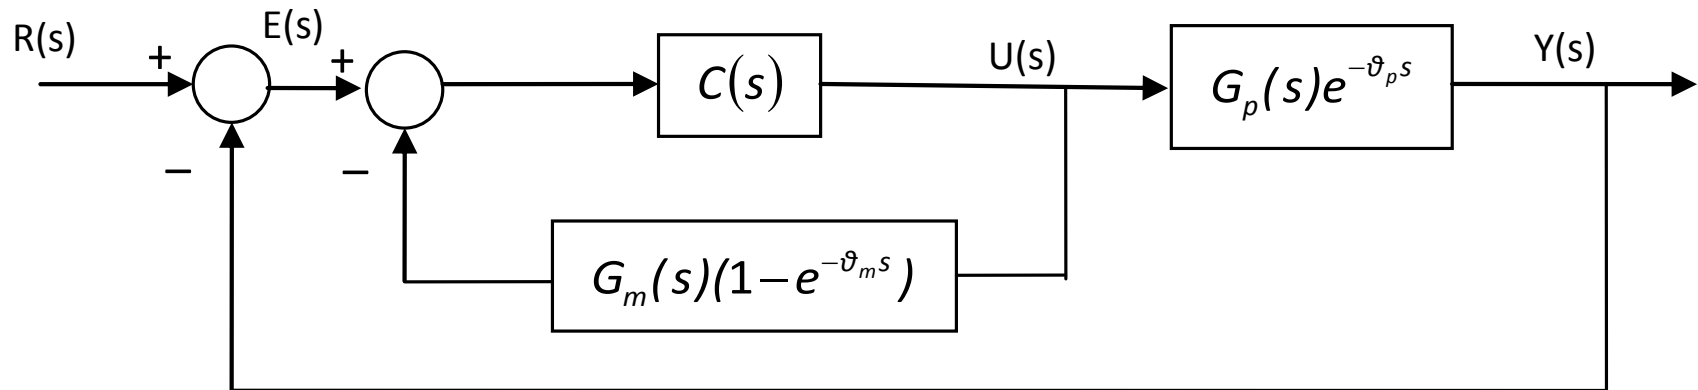 R(s)
+
E(s)
+
C(s)
U(s)
G_p(s)e^{-ϑ_p s}
Y(s)
−
−
G_m(s)(1−e^{-ϑ_m s})